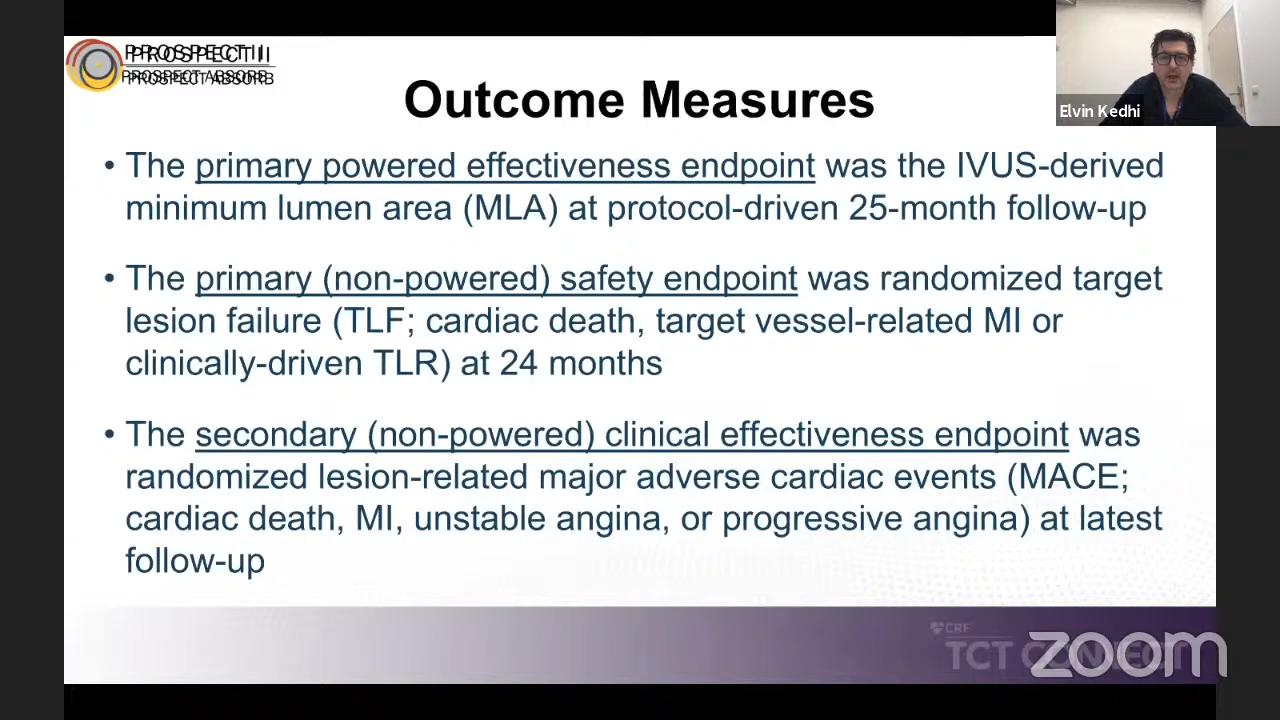 PROSPECT II
PROSPECT ABSORB
Outcome Measures
Elvin Kedhi
• The primary powered effectiveness endpoint was the IVUS-derived
minimum lumen area (MLA) at protocol-driven 25-month follow-up
• The primary (non-powered) safety endpoint was randomized target
lesion failure (TLF; cardiac death, target vessel-related MI or
clinically-driven TLR) at 24 months
• The secondary (non-powered) clinical effectiveness endpoint was
randomized lesion-related major adverse cardiac events (MACE;
cardiac death, MI, unstable angina, or progressive angina) at latest
follow-up
CRF
TCT CONNECT
zoom